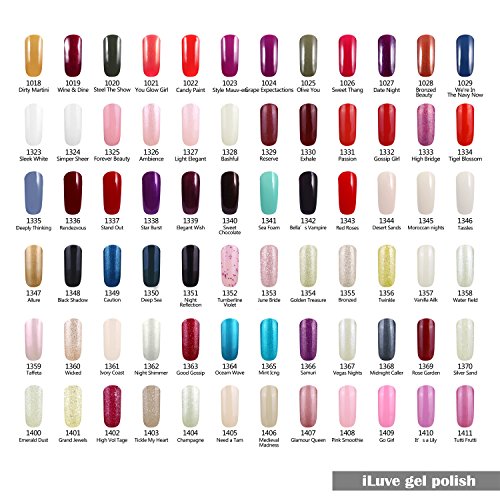 1018 1019 1020 1021 1022 1023 1024 1025 1026 1027 1028 1029
Dirty Martini Wine & Dine Steel The Show You Glow Girl Candy Paint Style Mauv-e Grape Expectactions Olive You Sweet Thang Date Night Bronzed Beauty We're In The Navy Now
1323 1324 1325 1326 1327 1328 1329 1330 1331 1332 1333 1334
Sleek White Simper Sheer Forever Beauty Ambience Light Elegant Bashful Reserve Exhale Passion Gossip Girl High Bridge Tigel Blossom
1335 1336 1337 1338 1339 1340 1341 1342 1343 1344 1345 1346
Deeply Thinking Rendezvous Stand Out Star Burst Elegant Wish Sweet Chocolate Sea Foam Bella' s Vampire Red Roses Desert Sands Moroccan nights Tassles
1347 1348 1349 1350 1351 1352 1353 1354 1355 1356 1357 1358
Allure Black Shadow Caution Deep Sea Night Reflection Tumberline Violet June Bride Golden Treasure Bronzed Twinkle Vanilla Water Field
1359 1360 1361 1362 1363 1364 1365 1366 1367 1368 1369 1370
Taffeta Wicked Ivory Coast Night Shimmer Good Gossip Ocean Wave Mint Icing Samuri Vegas Nights Midnight Caller Rose Garden Silver Sand
1400 1401 1402 1403 1404 1405 1406 1407 1408 1409 1410 1411
Emerald Dust Grand Jewels High Vol Tage Tickle My Heart Champagne Need a Tam Medieval Madness Glamour Queen Pink Smoothie Go Girl It' s a Lily Tutti Frutti
iLuve gel polish